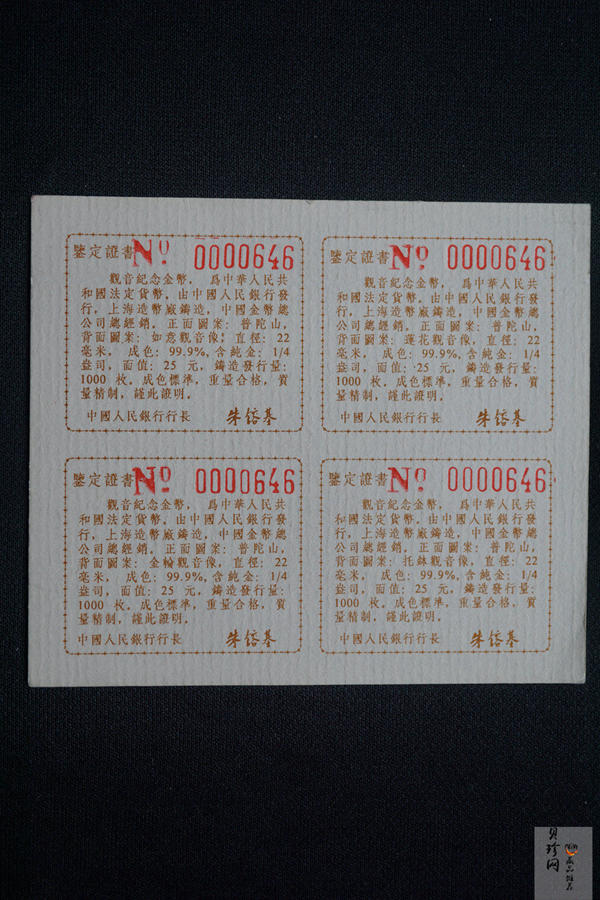 鑒定證書 No. 0000646
觀音紀念金幣，爲中華人民共
和國法定貨幣，由中國人民銀行發
行，上海造幣廠鑄造，中國金幣總
公司總經銷。正面圖案：普陀山，
背面圖案：如意觀音像；直徑：22
毫米，成色：99.9%，含純金：1/4
盎司，面值：25 元，鑄造發行量：
1000 枚。成色標準，重量合格，質
量精制，謹此證明。
中國人民銀行行長 朱鎔基
鑒定證書 No. 0000646
觀音紀念金幣，爲中華人民共
和國法定貨幣，由中國人民銀行發
行，上海造幣廠鑄造，中國金幣總
公司總經銷。正面圖案：普陀山，
背面圖案：蓮花觀音像；直徑：22
毫米，成色：99.9%，含純金：1/4
盎司，面值：25 元，鑄造發行量：
1000 枚。成色標準，重量合格，質
量精制，謹此證明。
中國人民銀行行長 朱鎔基
鑒定證書 No. 0000646
觀音紀念金幣，爲中華人民共
和國法定貨幣，由中國人民銀行發
行，上海造幣廠鑄造，中國金幣總
公司總經銷。正面圖案：普陀山，
背面圖案：金輪觀音像，直徑：22
毫米，成色：99.9%，含純金：1/4
盎司，面值：25 元，鑄造發行量：
1000 枚。成色標準，重量合格，質
量精制，謹此證明。
中國人民銀行行長 朱鎔基
鑒定證書 No. 0000646
觀音紀念金幣，爲中華人民共
和國法定貨幣，由中國人民銀行發
行，上海造幣廠鑄造，中國金幣總
公司總經銷。正面圖案：普陀山，
背面圖案：托鉢觀音像，直徑：22
毫米，成色：99.9%，含純金：1/4
盎司，面值：25 元，鑄造發行量：
1000 枚。成色標準，重量合格，質
量精制，謹此證明。
中國人民銀行行長 朱鎔基
贝珍网